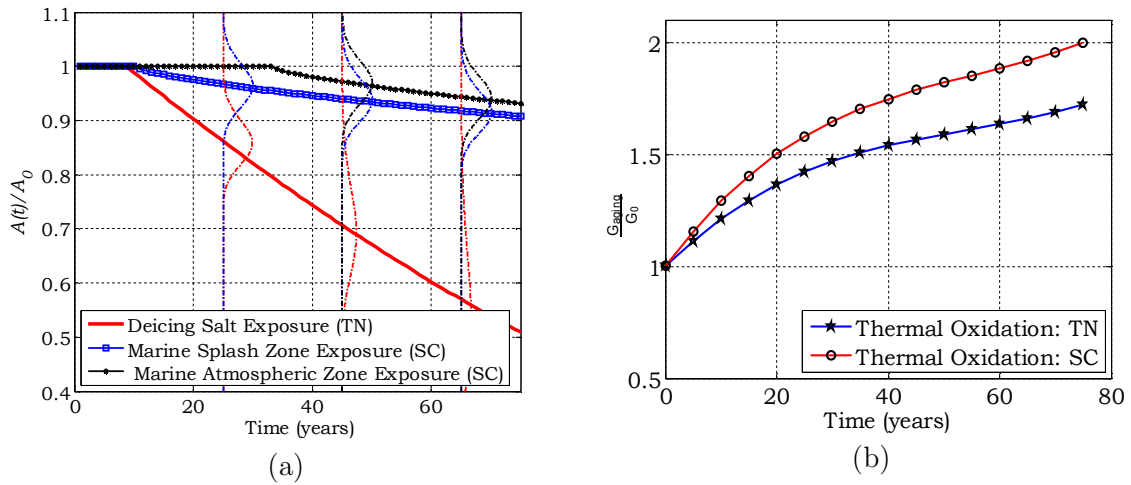 1.1
1
0.9
0.8
0.7
0.6
0.5
0.4
A(t)/A0
0 20 40 60
Time (years)
Deicing Salt Exposure (TN)
Marine Splash Zone Exposure (SC)
Marine Atmospheric Zone Exposure (SC)
(a)
2
1.5
1
0.5
Gaging
G0
0 20 40 60 80
Time (years)
Thermal Oxidation: TN
Thermal Oxidation: SC
(b)